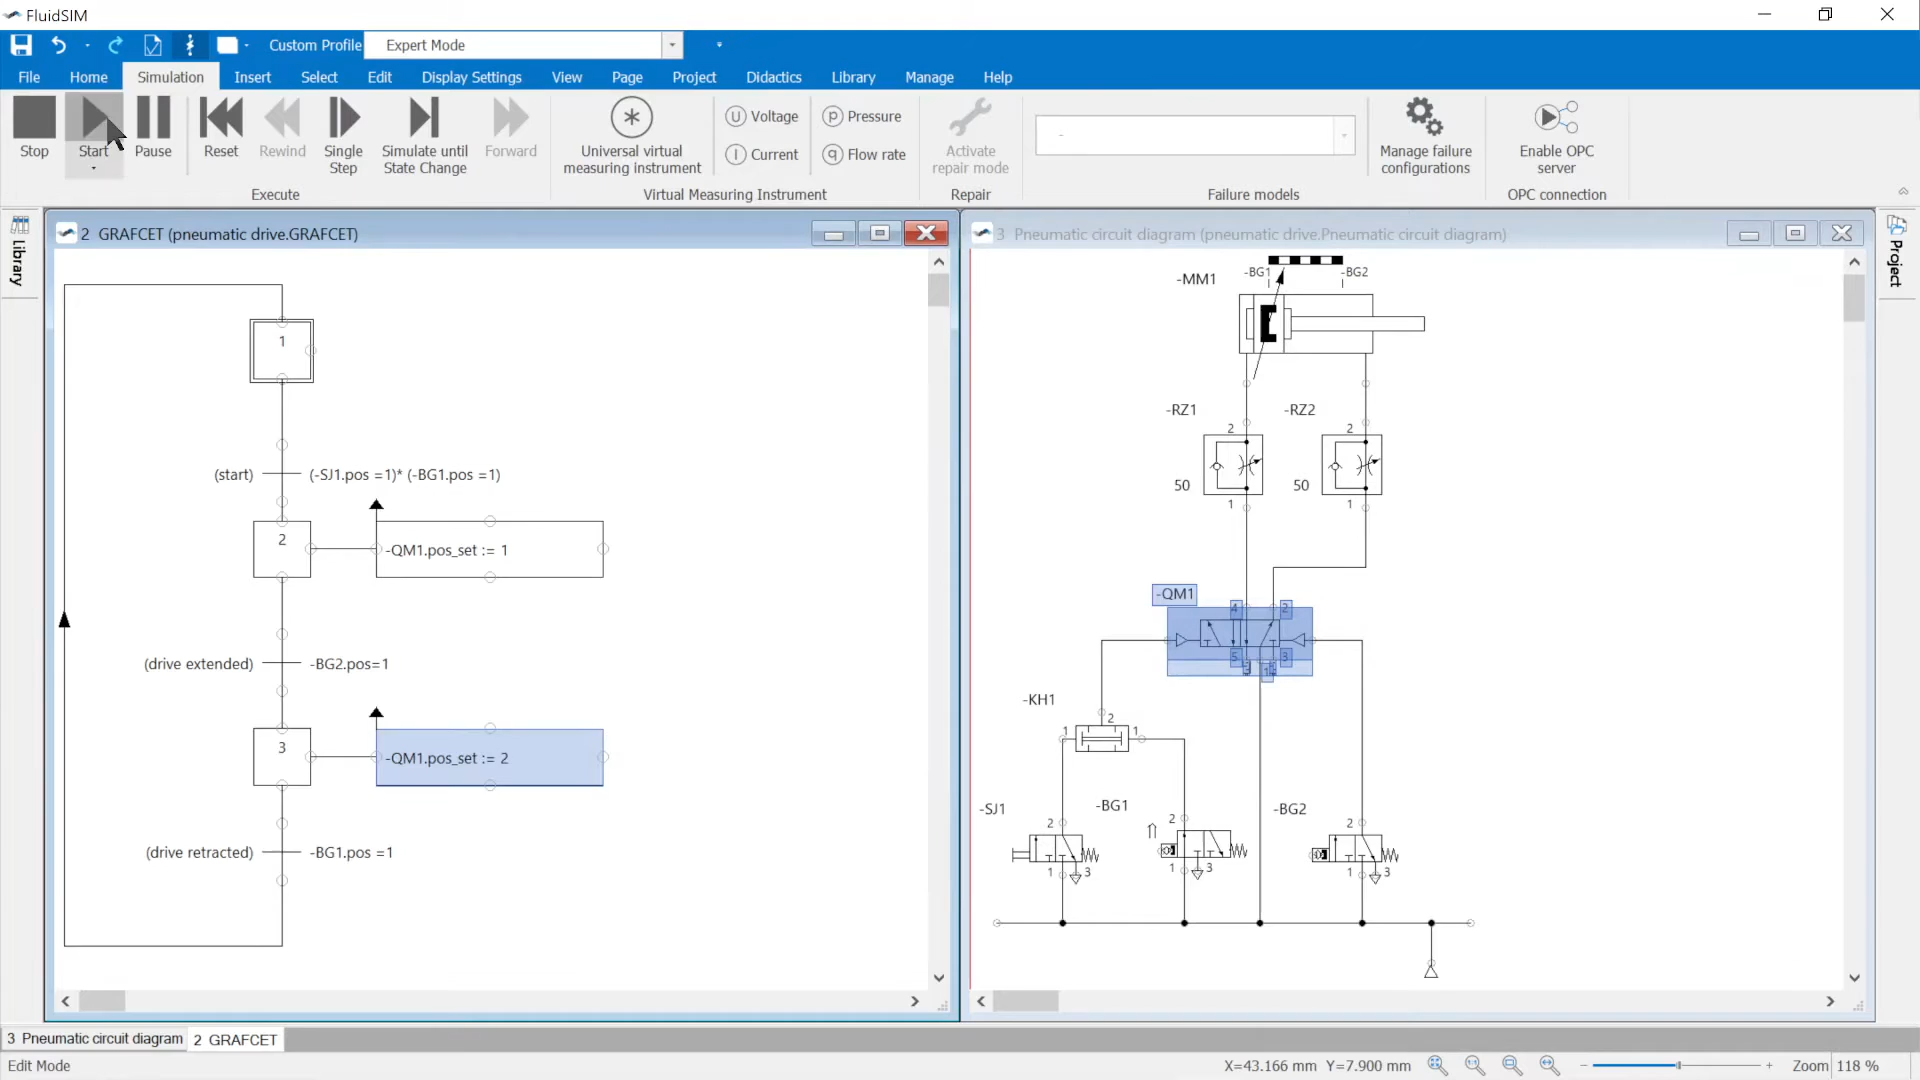 FluidSIM
Custom Profile Expert Mode
File Home Simulation Insert Select Edit Display Settings View Page Project Didactics Library Manage Help
Stop Start Pause Reset Rewind Single Step Simulate until State Change Forward
Execute
Universal virtual measuring instrument
U Voltage p Pressure
I Current q Flow rate
Virtual Measuring Instrument
Activate repair mode
Repair
-
Failure models
Manage failure configurations
Enable OPC server
OPC connection
Library
2 GRAFCET (pneumatic drive.GRAFCET)
1
(start) (-SJ1.pos =1)* (-BG1.pos =1)
2 -QM1.pos_set := 1
(drive extended) -BG2.pos=1
3 -QM1.pos_set := 2
(drive retracted) -BG1.pos =1
3 Pneumatic circuit diagram (pneumatic drive.Pneumatic circuit diagram)
-BG1 -BG2
-MM1
-RZ1 -RZ2
2 2
50 50
1 1
-QM1
4 2
5 3
1
-KH1
2
1 1
-SJ1 -BG1 -BG2
2 2 2
1 3 1 3 1 3
Project
3 Pneumatic circuit diagram 2 GRAFCET
Edit Mode
X=43.166 mm Y=7.900 mm
Zoom 118 %